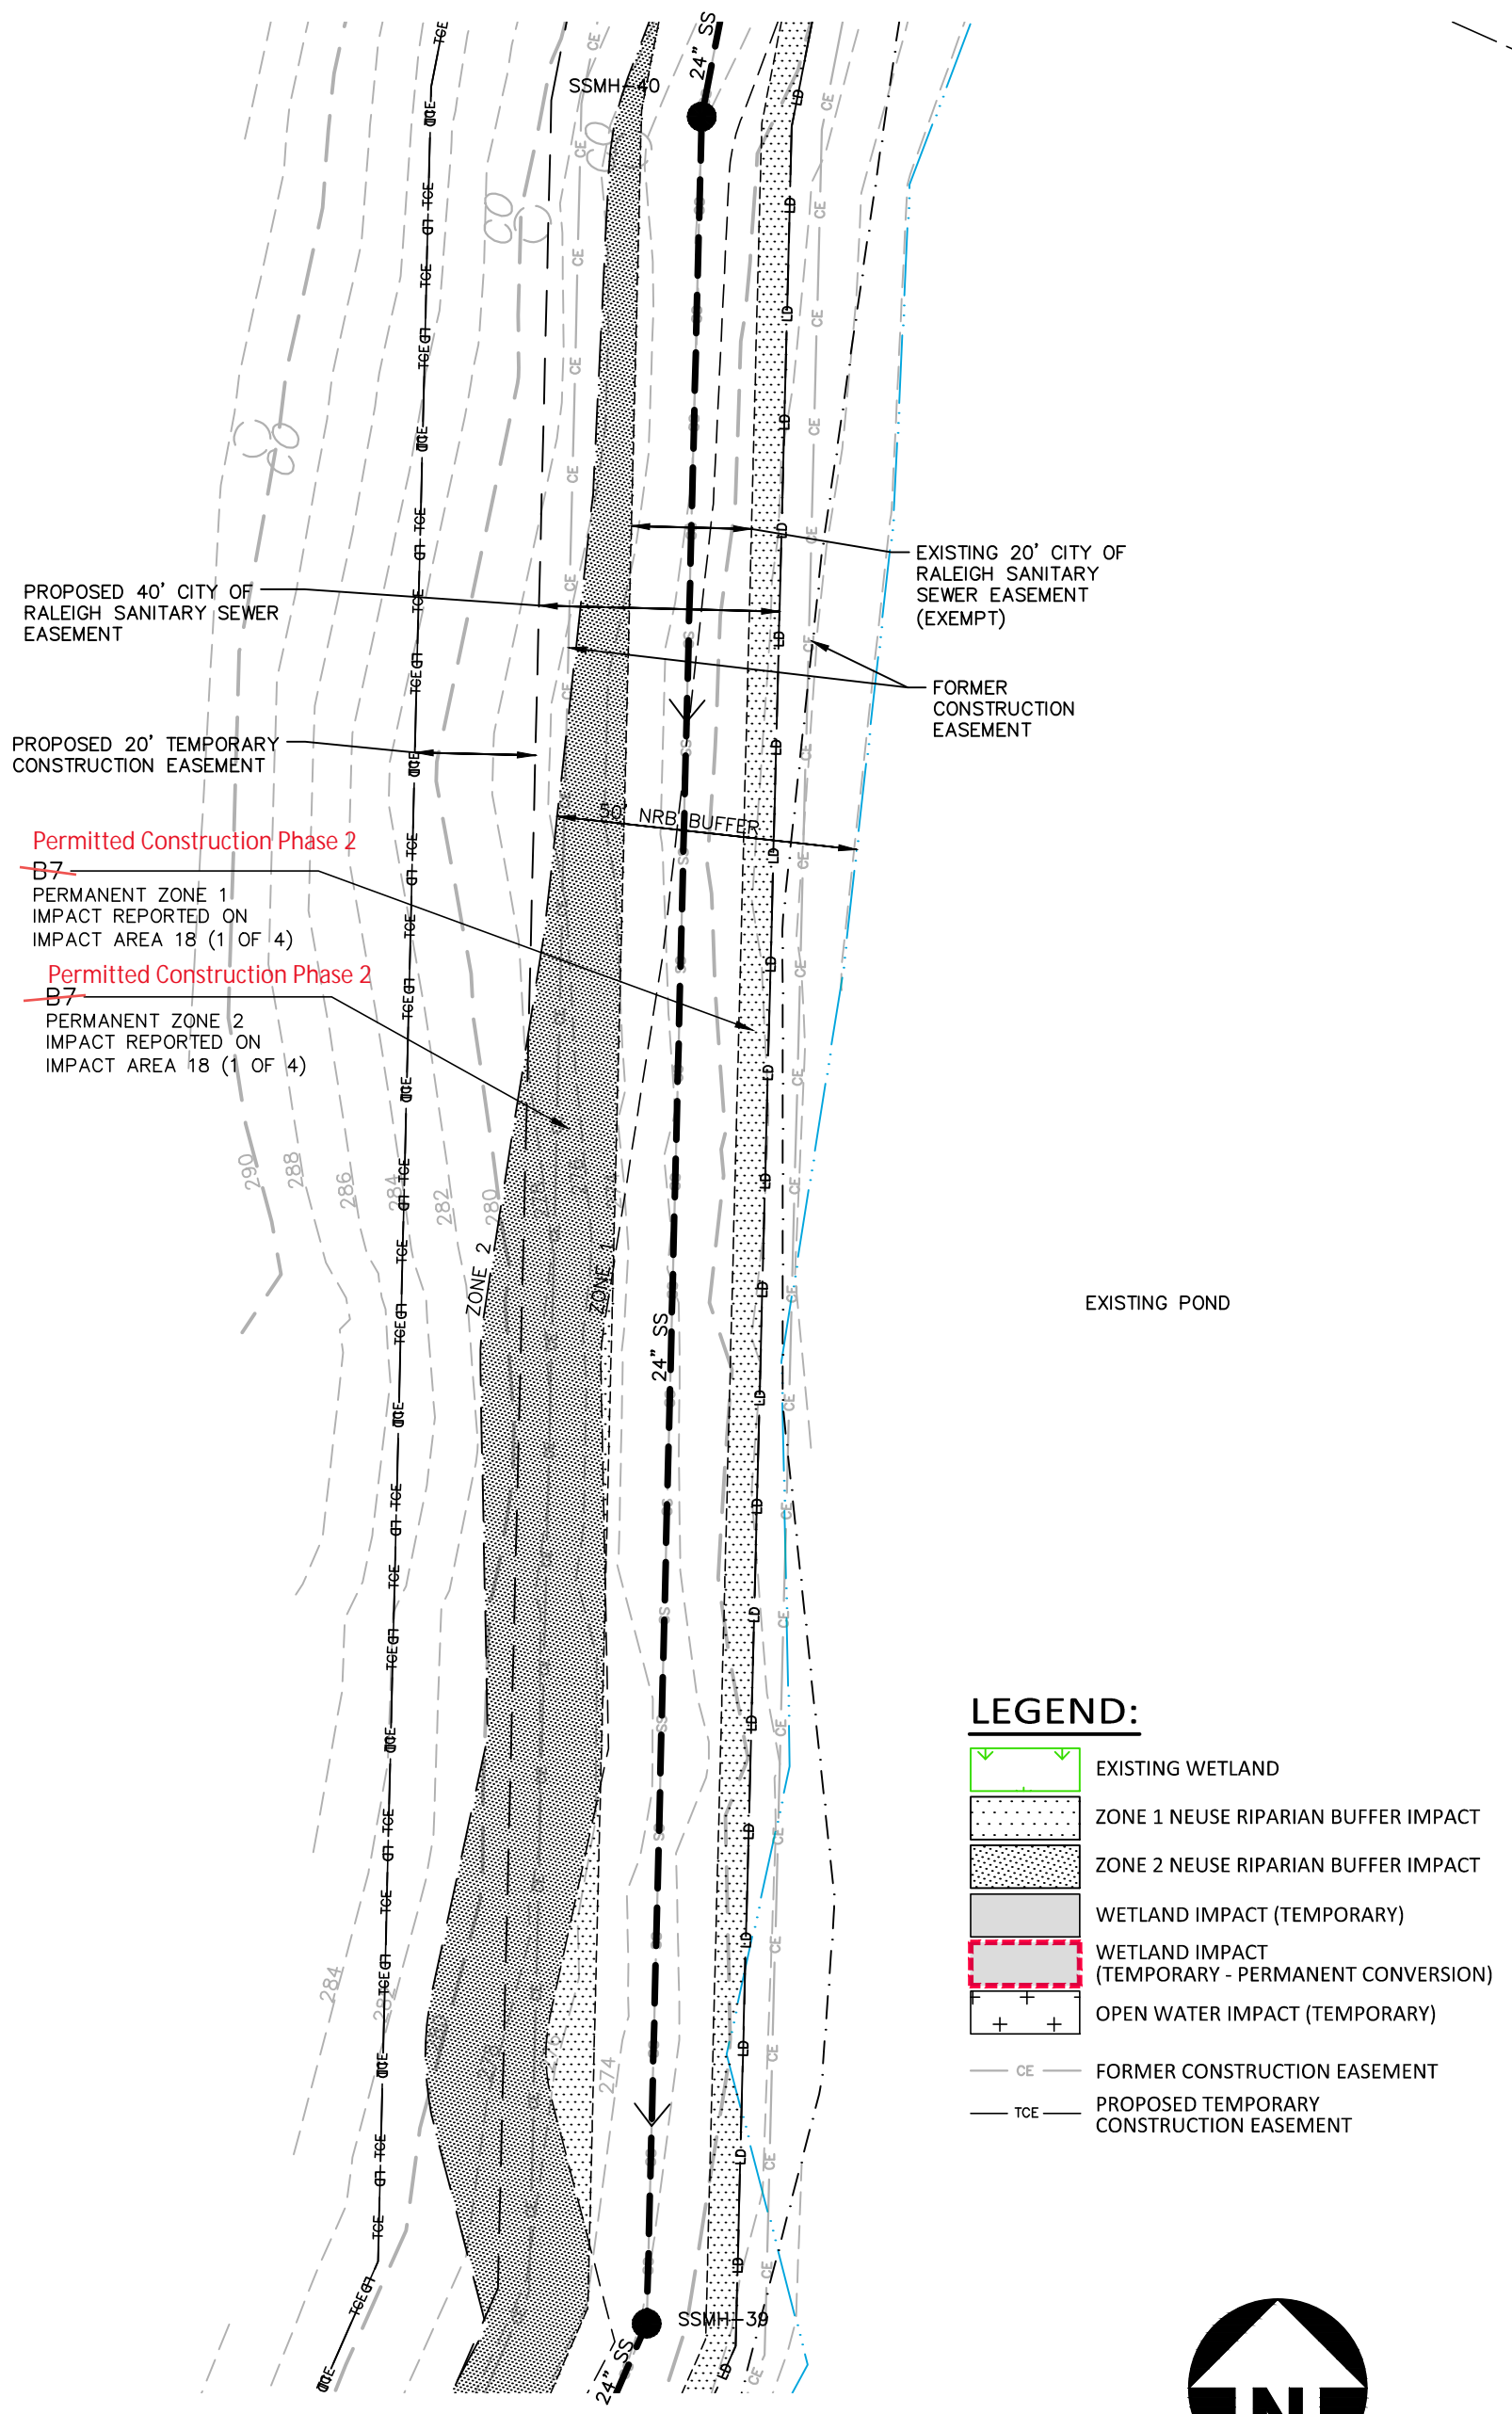 TCE
24" SS
SSMH-40
CE
LD
PROPOSED 40' CITY OF
RALEIGH SANITARY SEWER
EASEMENT
EXISTING 20' CITY OF
RALEIGH SANITARY
SEWER EASEMENT
(EXEMPT)
FORMER
CONSTRUCTION
EASEMENT
PROPOSED 20' TEMPORARY
CONSTRUCTION EASEMENT
50' NRB BUFFER
Permitted Construction Phase 2
B7
PERMANENT ZONE 1
IMPACT REPORTED ON
IMPACT AREA 18 (1 OF 4)
Permitted Construction Phase 2
B7
PERMANENT ZONE 2
IMPACT REPORTED ON
IMPACT AREA 18 (1 OF 4)
290
288
286
284
282
280
ZONE 2
ZONE 1
24" SS
EXISTING POND
LEGEND:
EXISTING WETLAND
ZONE 1 NEUSE RIPARIAN BUFFER IMPACT
ZONE 2 NEUSE RIPARIAN BUFFER IMPACT
WETLAND IMPACT (TEMPORARY)
WETLAND IMPACT
(TEMPORARY - PERMANENT CONVERSION)
OPEN WATER IMPACT (TEMPORARY)
CE FORMER CONSTRUCTION EASEMENT
TCE PROPOSED TEMPORARY
CONSTRUCTION EASEMENT
284
282
276
274
SSMH-39
24" SS
N